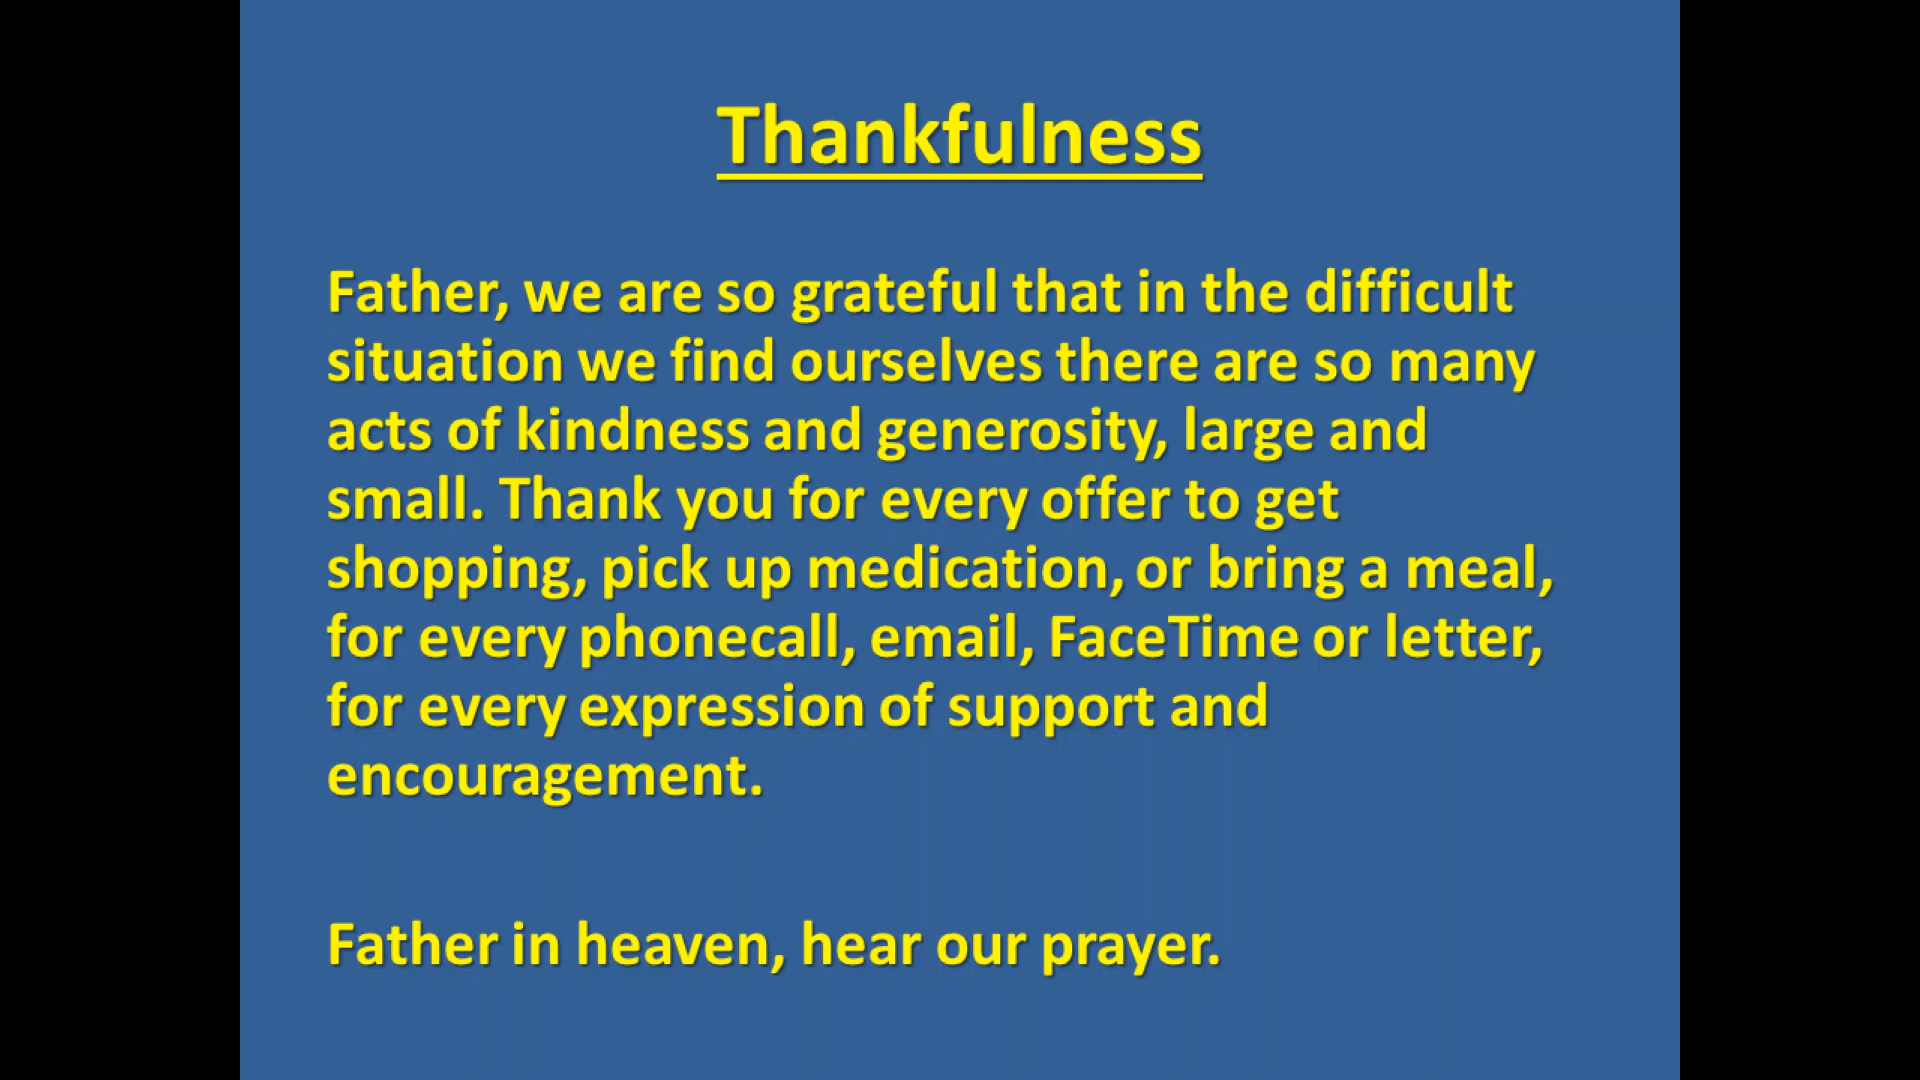 Thankfulness
Father, we are so grateful that in the difficult
situation we find ourselves there are so many
acts of kindness and generosity, large and
small. Thank you for every offer to get
shopping, pick up medication, or bring a meal,
for every phonecall, email, FaceTime or letter,
for every expression of support and
encouragement.
Father in heaven, hear our prayer.